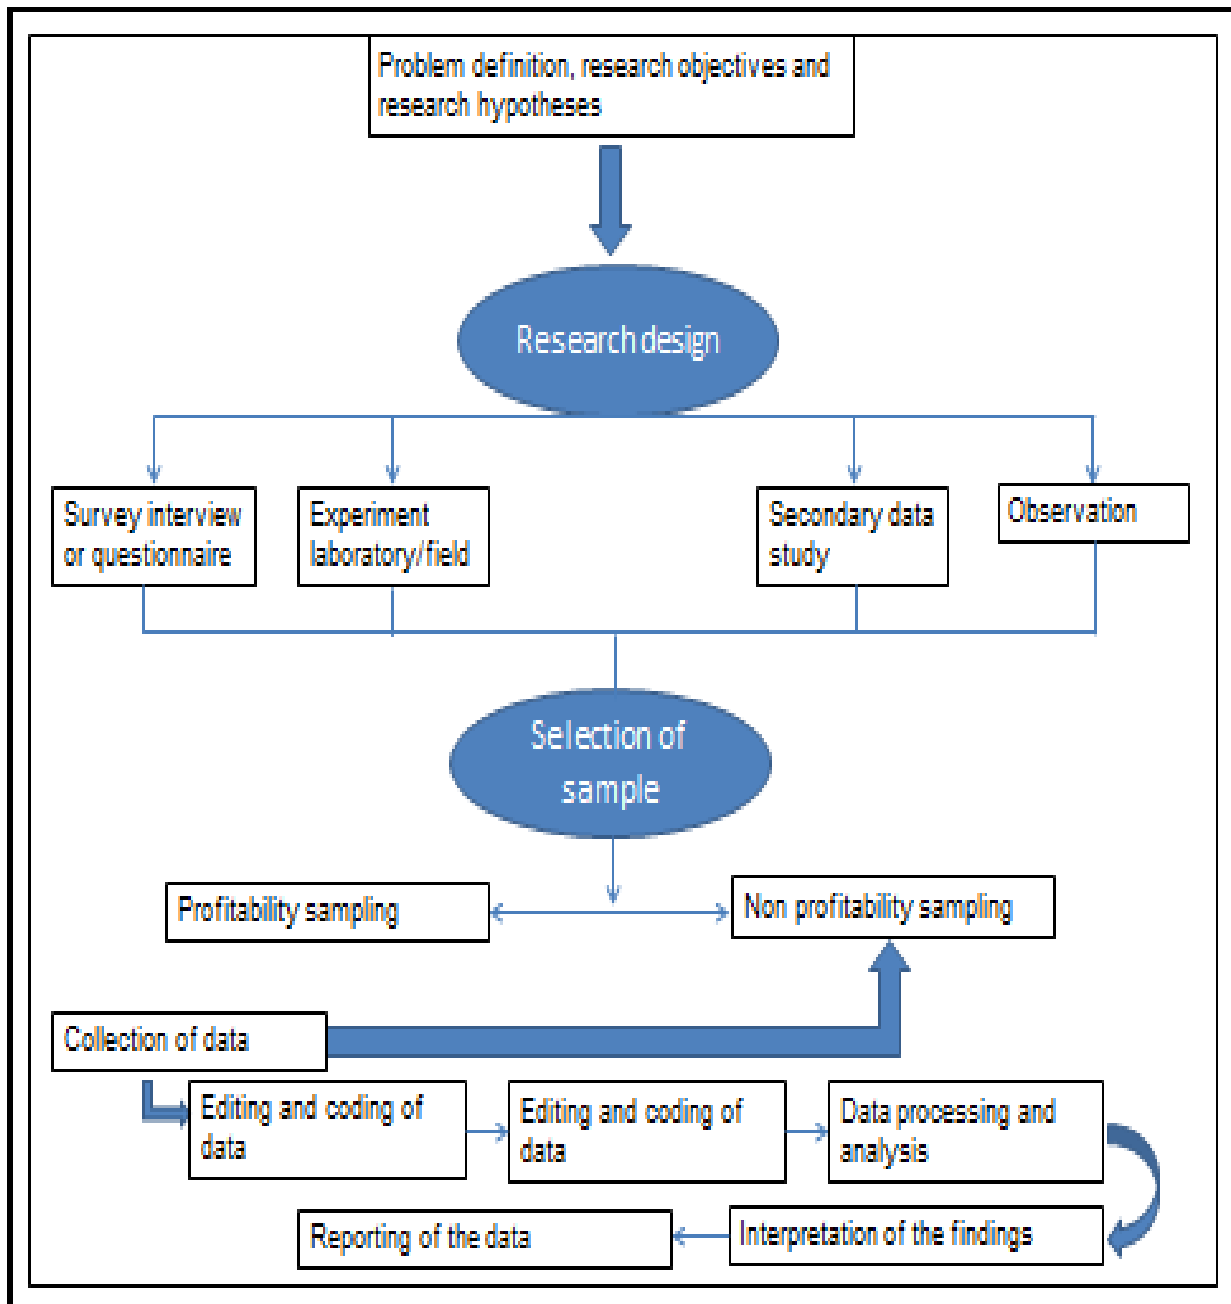 Problem definition, research objectives and
research hypotheses
Research design
Survey interview
or questionnaire
Experiment
laboratory/field
Secondary data
study
Observation
Selection of
sample
Profitability sampling
Non profitability sampling
Collection of data
Editing and coding of
data
Editing and coding of
data
Data processing and
analysis
Interpretation of the findings
Reporting of the data